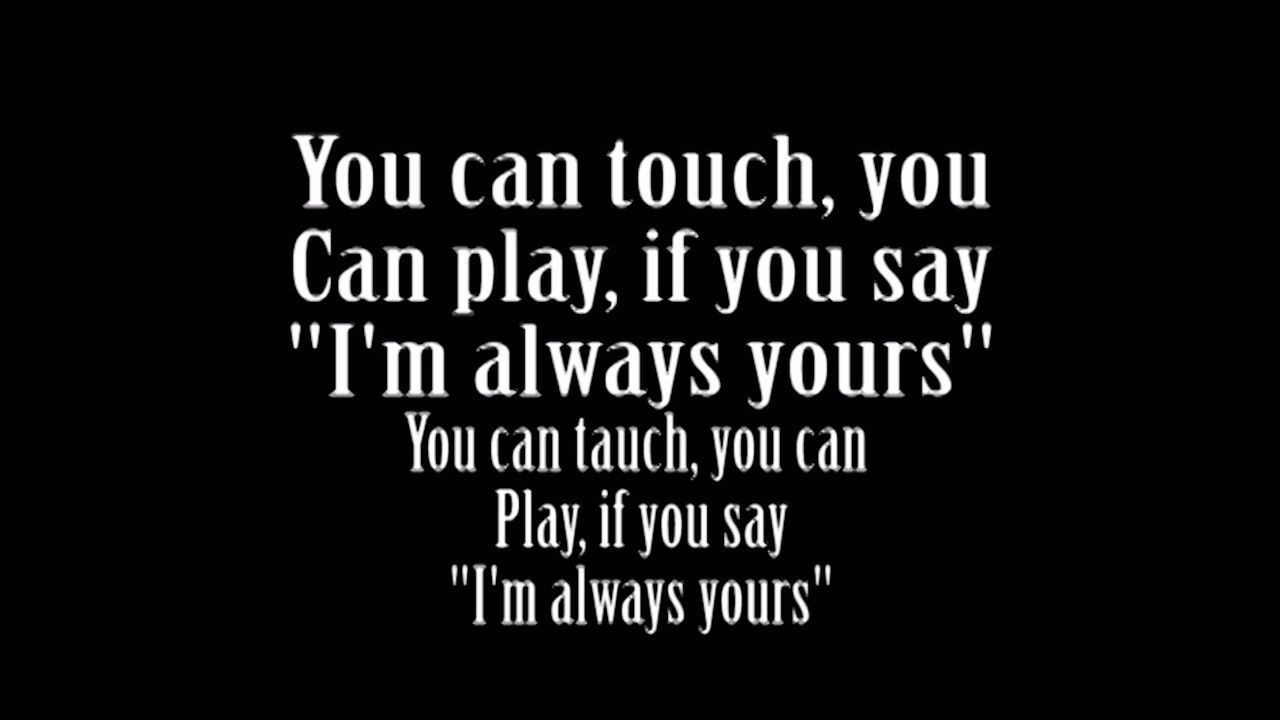 You can touch, you
Can play, if you say
"I'm always yours"
You can tauch, you can
Play, if you say
"I'm always yours"